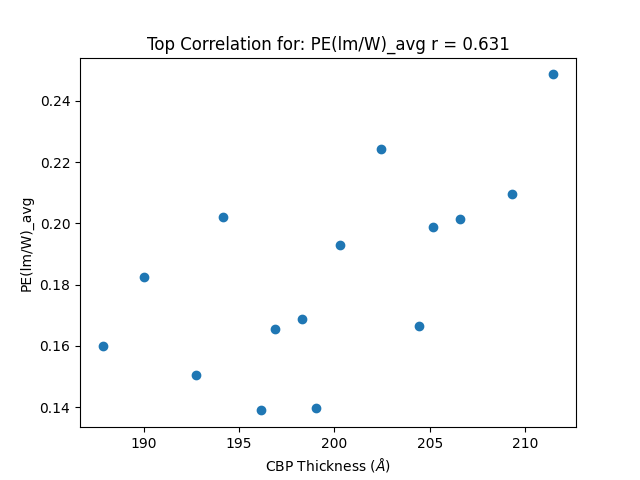 Top Correlation for: PE(lm/W)_avg r = 0.631
PE(lm/W)_avg
0.24
0.22
0.20
0.18
0.16
0.14
190 195 200 205 210
CBP Thickness (Å)